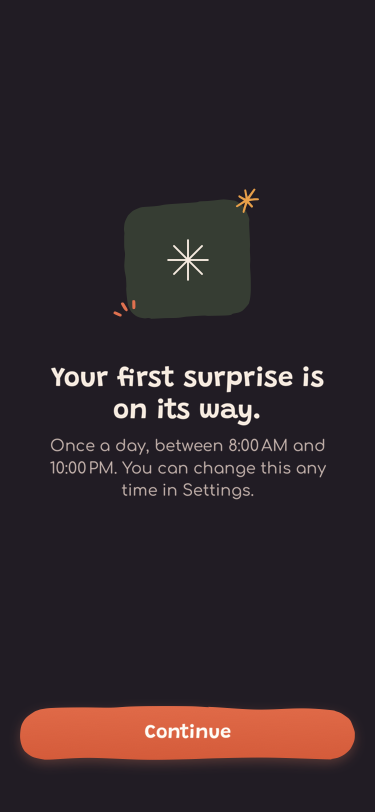 Your first surprise is
on its way.
Once a day, between 8:00 AM and
10:00 PM. You can change this any
time in Settings.
Continue